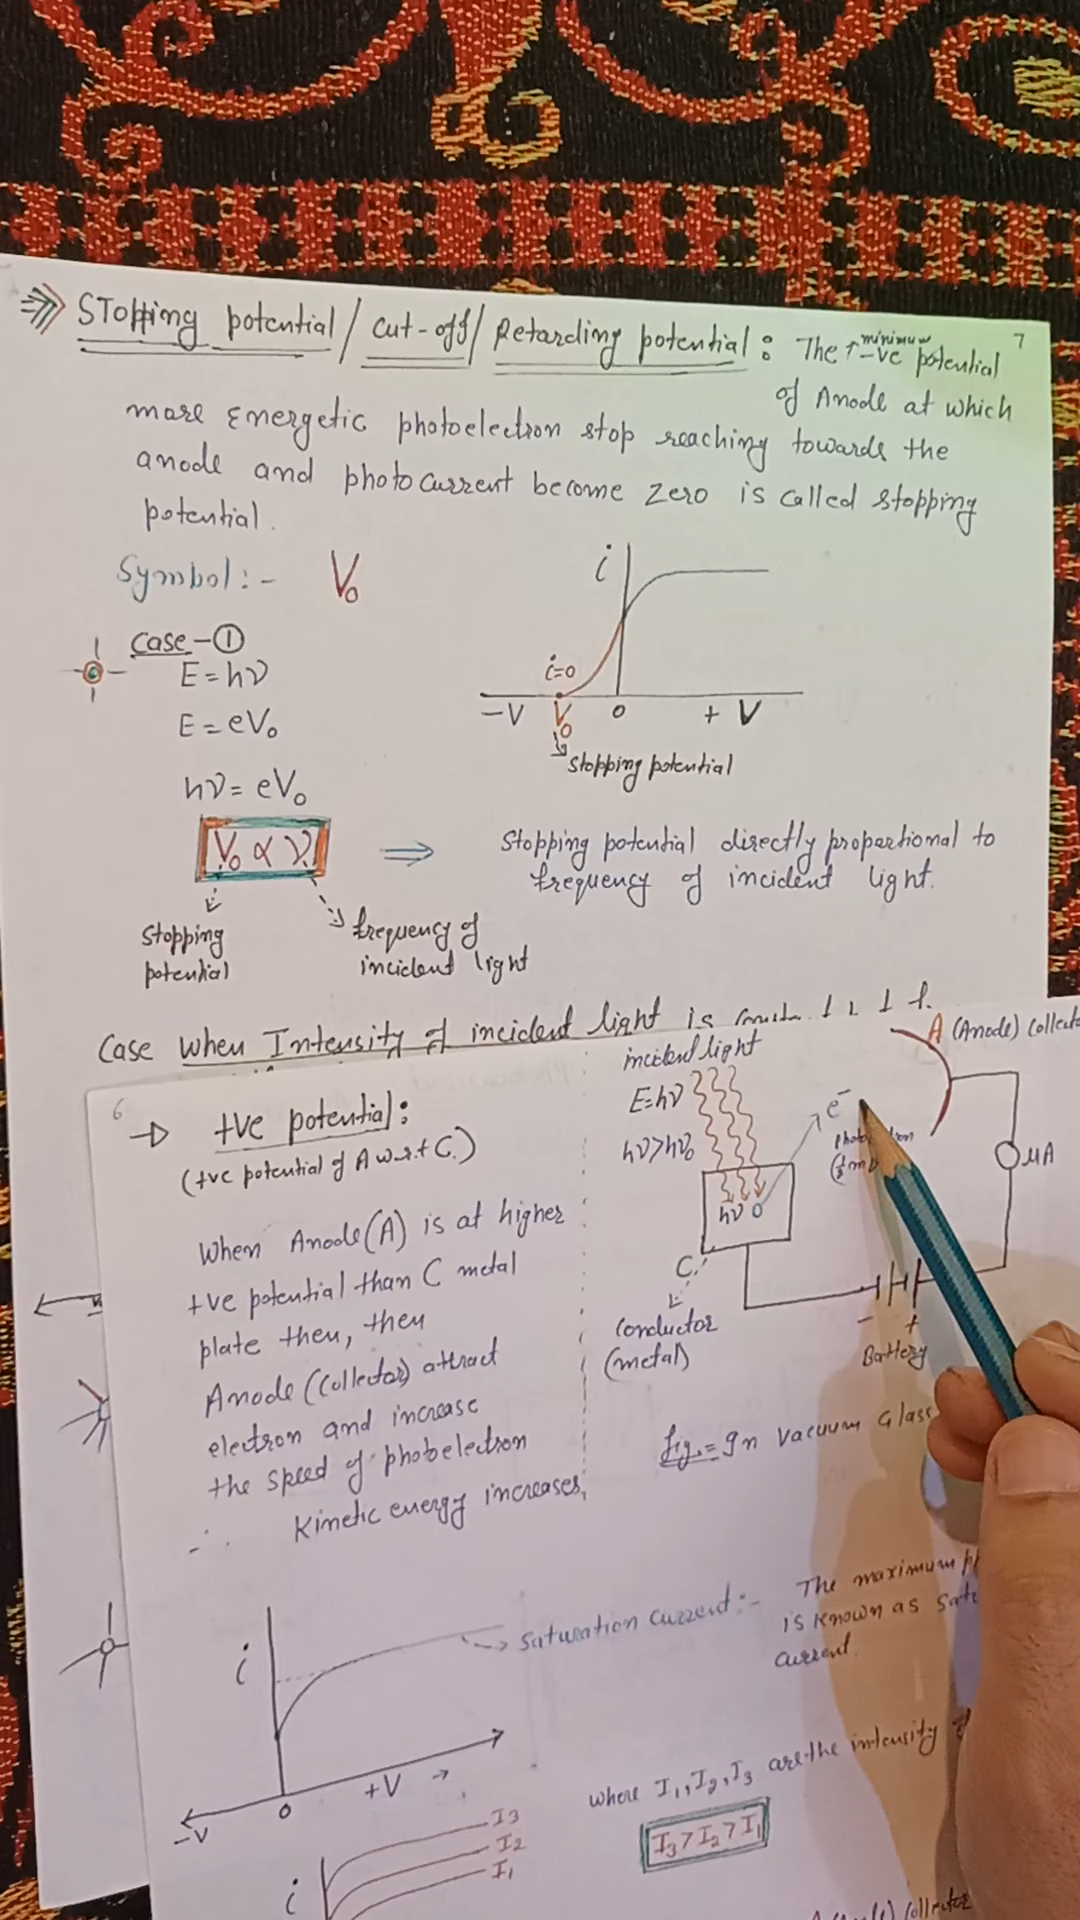 7
Stopping potential / cut-off / Retarding potential : The minimum -ve potential
of Anode at which
more energetic photoelectron stop reaching towards the
anode and photocurrent become zero is called stopping
potential.
Symbol :- V₀
i
i=0
-V V₀ 0 + V
stopping potential
Case-①
E = hν
E = eV₀
hν = eV₀
V₀ ∝ ν ⇒ Stopping potential directly proportional to
frequency of incident light.
stopping
potential
frequency of
incident light
Case When Intensity of incident light is
6
→ +ve potential :
(+ve potential of A w.r.t C.)
When Anode(A) is at higher
+ve potential than C metal
plate then, then
Anode (Collector) attract
electron and increase
the speed of photoelectron
∴ Kinetic energy increases,
incident light
E=hν
hν>hν₀
A (Anode)
e⁻
μA
hν
C
Conductor
(metal)
- +
Battery
fig. = In Vacuum Glass
i
Saturation current :- The maximum
is known as
current.
-V 0 +V →
where I₁, I₂, I₃ are the intensity
I₃ > I₂ > I₁
I₃
I₂
I₁
i